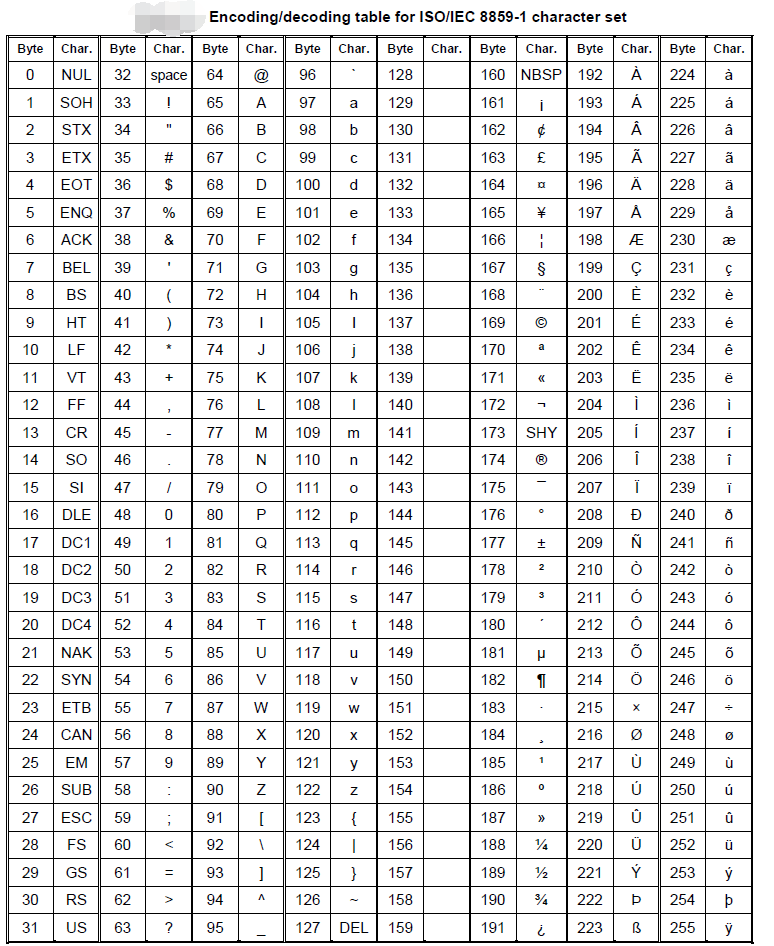 Encoding/decoding table for ISO/IEC 8859-1 character set
Byte Char. Byte Char. Byte Char. Byte Char. Byte Char. Byte Char. Byte Char. Byte Char.
0 NUL 32 space 64 @ 96 ` 128 160 NBSP 192 À 224 à
1 SOH 33 ! 65 A 97 a 129 161 ¡ 193 Á 225 á
2 STX 34 " 66 B 98 b 130 162 ¢ 194 Â 226 â
3 ETX 35 # 67 C 99 c 131 163 £ 195 Ã 227 ã
4 EOT 36 $ 68 D 100 d 132 164 ¤ 196 Ä 228 ä
5 ENQ 37 % 69 E 101 e 133 165 ¥ 197 Å 229 å
6 ACK 38 & 70 F 102 f 134 166 ¦ 198 Æ 230 æ
7 BEL 39 ' 71 G 103 g 135 167 § 199 Ç 231 ç
8 BS 40 ( 72 H 104 h 136 168 ¨ 200 È 232 è
9 HT 41 ) 73 I 105 I 137 169 © 201 É 233 é
10 LF 42 * 74 J 106 j 138 170 ª 202 Ê 234 ê
11 VT 43 + 75 K 107 k 139 171 « 203 Ë 235 ë
12 FF 44 , 76 L 108 l 140 172 ¬ 204 Ì 236 ì
13 CR 45 - 77 M 109 m 141 173 SHY 205 Í 237 í
14 SO 46 . 78 N 110 n 142 174 ® 206 Î 238 î
15 SI 47 / 79 O 111 o 143 175 ¯ 207 Ï 239 ï
16 DLE 48 0 80 P 112 p 144 176 ° 208 Ð 240 ð
17 DC1 49 1 81 Q 113 q 145 177 ± 209 Ñ 241 ñ
18 DC2 50 2 82 R 114 r 146 178 ² 210 Ò 242 ò
19 DC3 51 3 83 S 115 s 147 179 ³ 211 Ó 243 ó
20 DC4 52 4 84 T 116 t 148 180 ´ 212 Ô 244 ô
21 NAK 53 5 85 U 117 u 149 181 µ 213 Õ 245 õ
22 SYN 54 6 86 V 118 v 150 182 ¶ 214 Ö 246 ö
23 ETB 55 7 87 W 119 w 151 183 · 215 × 247 ÷
24 CAN 56 8 88 X 120 x 152 184 ¸ 216 Ø 248 ø
25 EM 57 9 89 Y 121 y 153 185 ¹ 217 Ù 249 ù
26 SUB 58 : 90 Z 122 z 154 186 º 218 Ú 250 ú
27 ESC 59 ; 91 [ 123 { 155 187 » 219 Û 251 û
28 FS 60 < 92 \ 124 | 156 188 ¼ 220 Ü 252 ü
29 GS 61 = 93 ] 125 } 157 189 ½ 221 Ý 253 ý
30 RS 62 > 94 ^ 126 ~ 158 190 ¾ 222 Þ 254 þ
31 US 63 ? 95 _ 127 DEL 159 191 ¿ 223 ß 255 ÿ